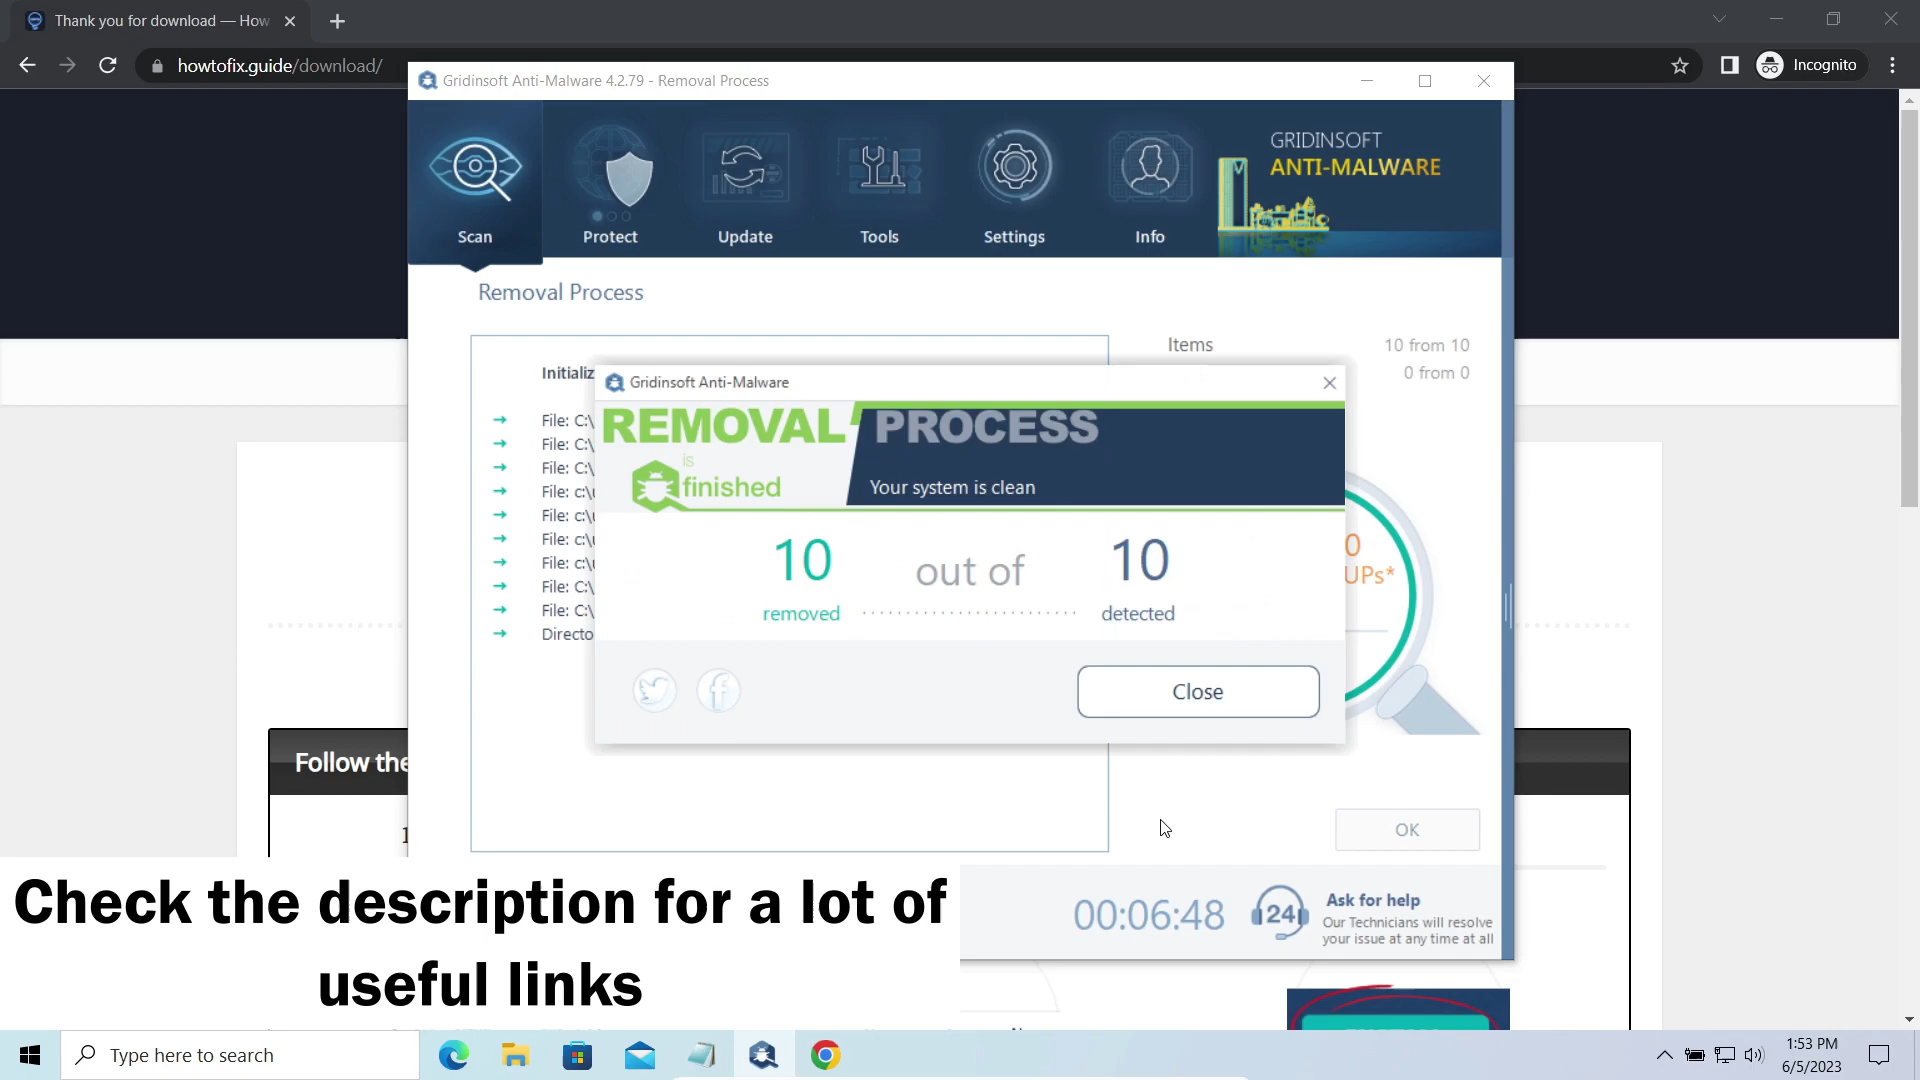 Thank you for download — How
howtofix.guide/download/
Incognito
Gridinsoft Anti-Malware 4.2.79 - Removal Process
Scan
Protect
Update
Tools
Settings
Info
GRIDINSOFT
ANTI-MALWARE
Removal Process
Items
10 from 10
0 from 0
Initializ
File: C:\
File: C:\
File: C:\
File: c:\u
File: c:\u
File: c:\u
File: c:\u
File: C:\
File: C:\
Directo
Gridinsoft Anti-Malware
REMOVAL PROCESS
is
finished
Your system is clean
10 out of 10
removed
detected
Close
0
UPs*
OK
Follow the
1
00:06:48
24
Ask for help
Our Technicians will resolve
your issue at any time at all
Check the description for a lot of
useful links
Type here to search
1:53 PM
6/5/2023